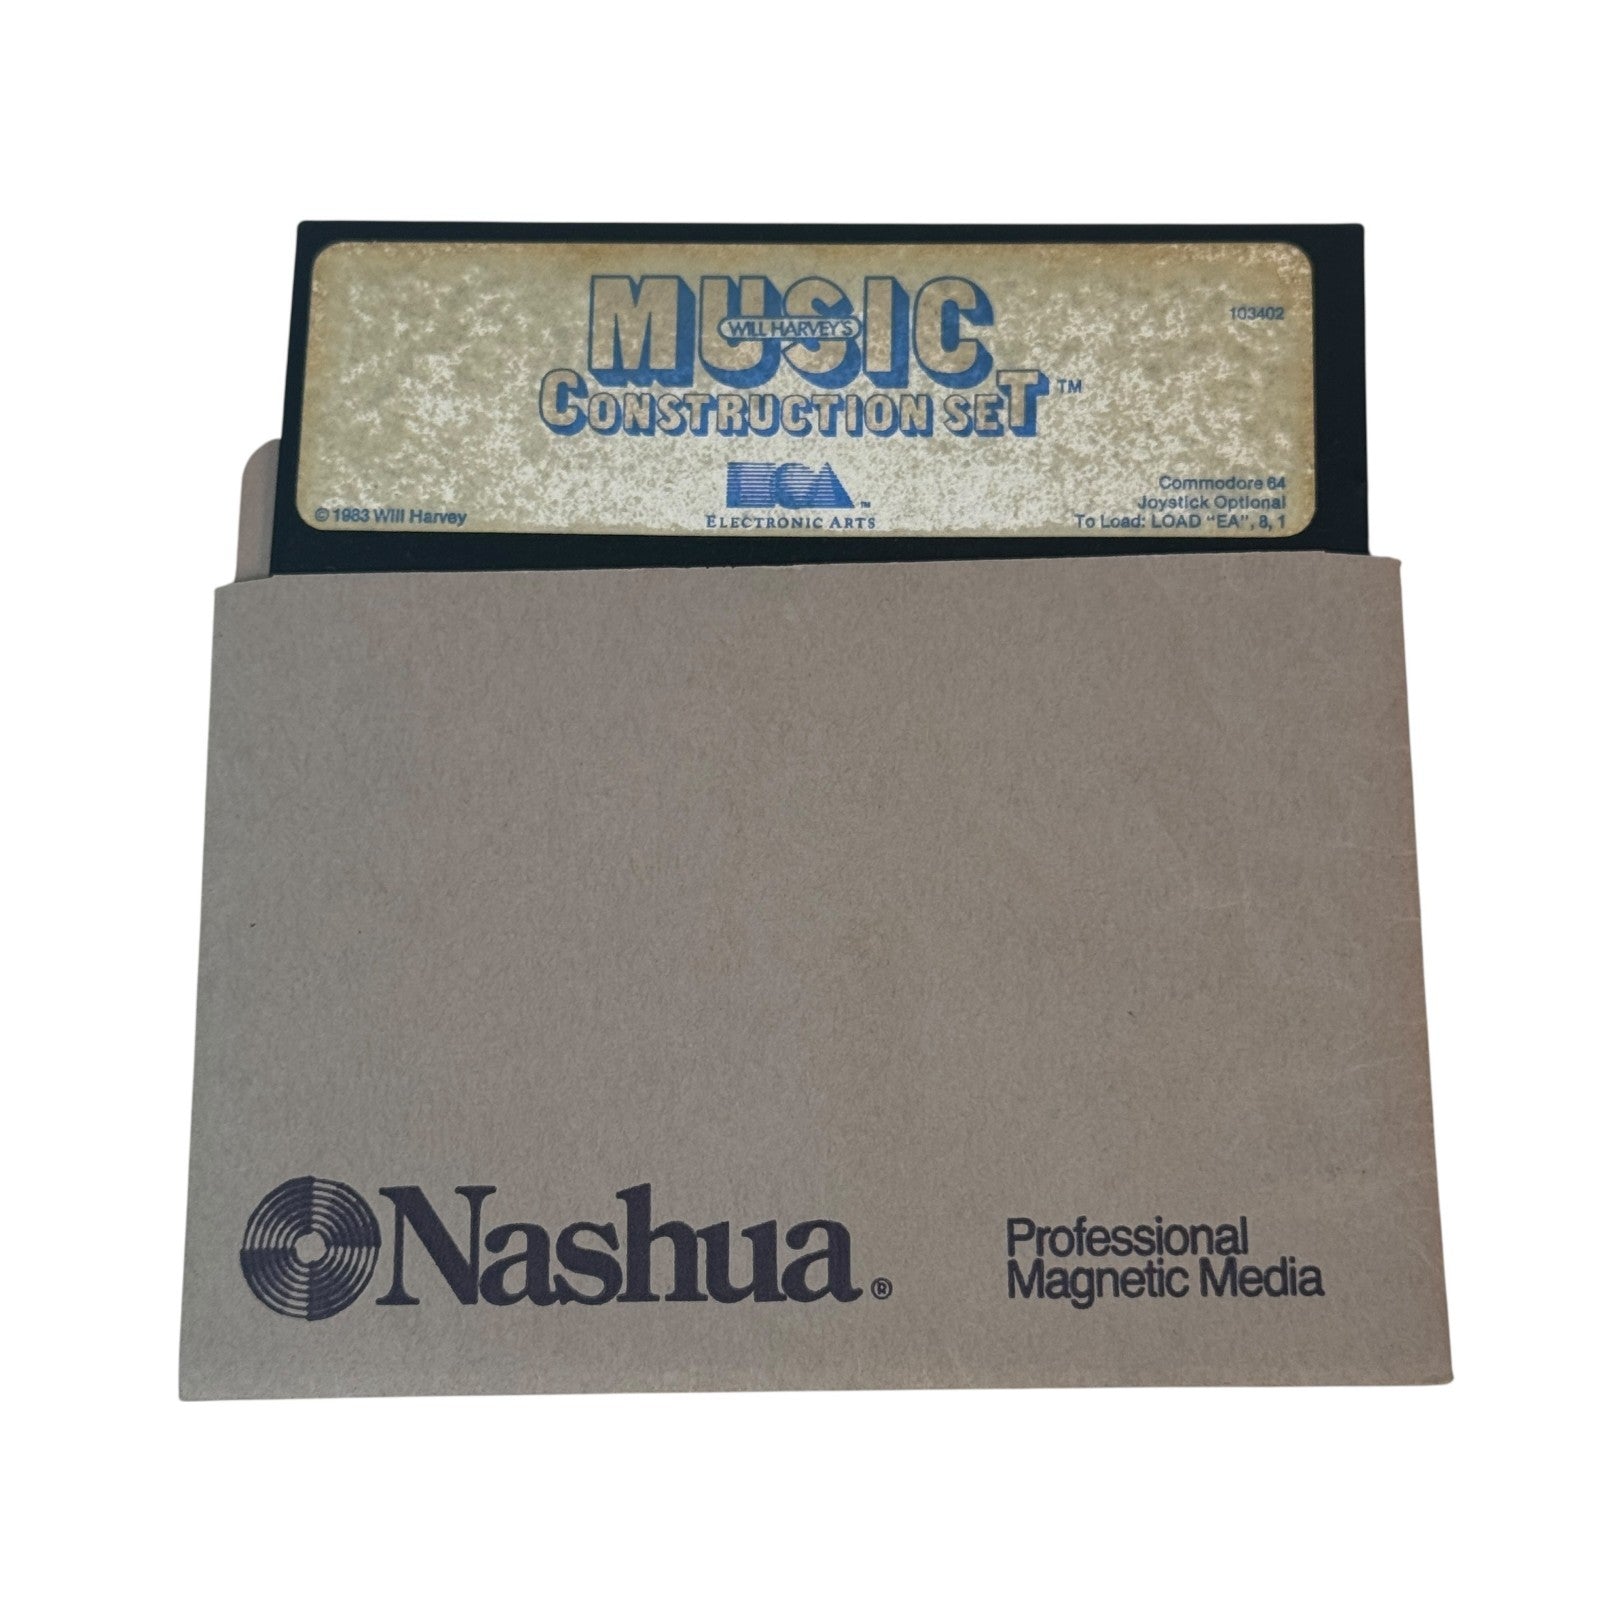 MUSIC
WILL HARVEY'S
CONSTRUCTION SET™
103402
EA™
ELECTRONIC ARTS
© 1983 Will Harvey
Commodore 64
Joystick Optional
To Load: LOAD "EA", 8, 1
Nashua®
Professional
Magnetic Media